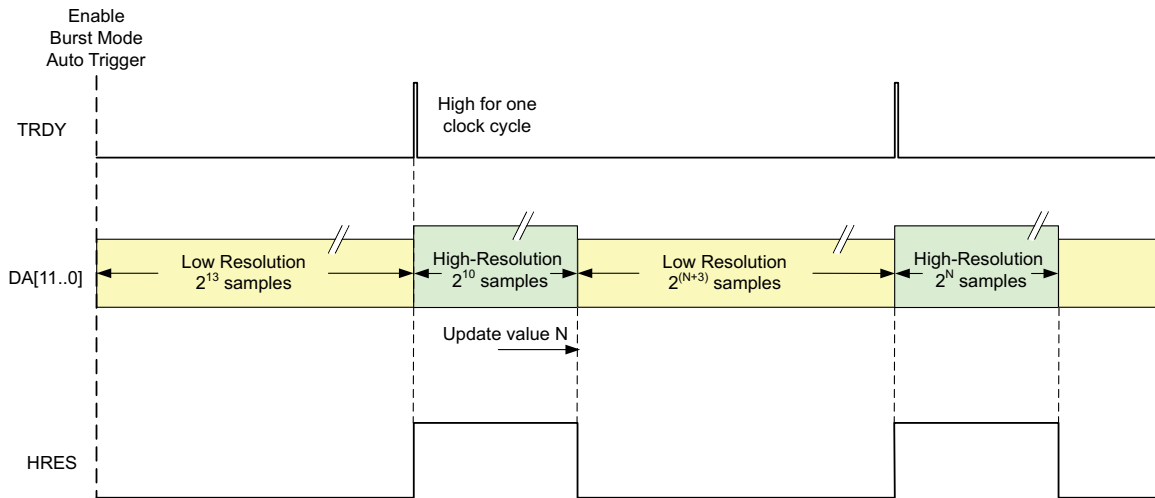 Enable
Burst Mode
Auto Trigger
TRDY
High for one
clock cycle
DA[11..0]
Low Resolution
2^13 samples
High-Resolution
2^10 samples
Low Resolution
2^(N+3) samples
High-Resolution
2^N samples
Update value N
HRES